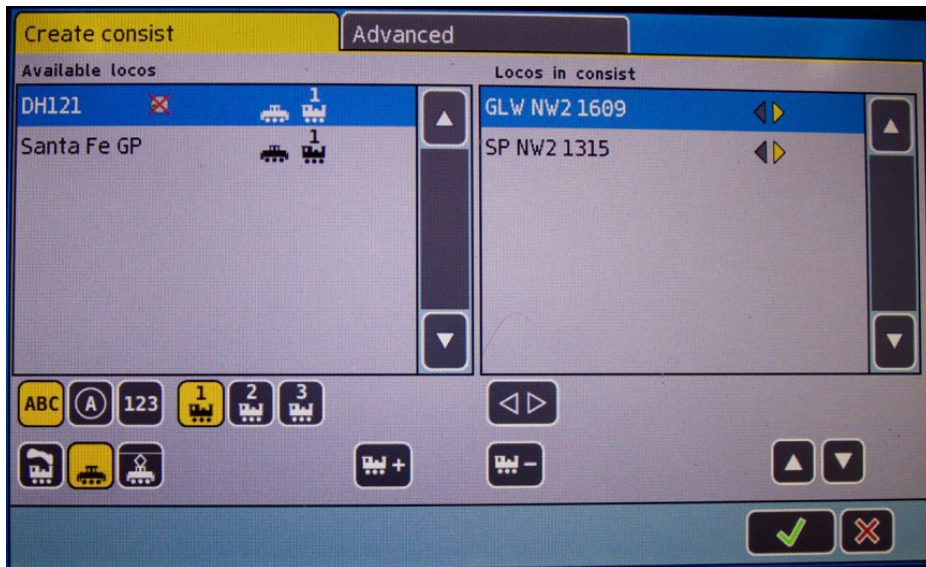 Create consist
Advanced
Available locos
Locos in consist
DH121 1
Santa Fe GP 1
GLW NW2 1609
SP NW2 1315
ABC A 123 1 2 3
+
-